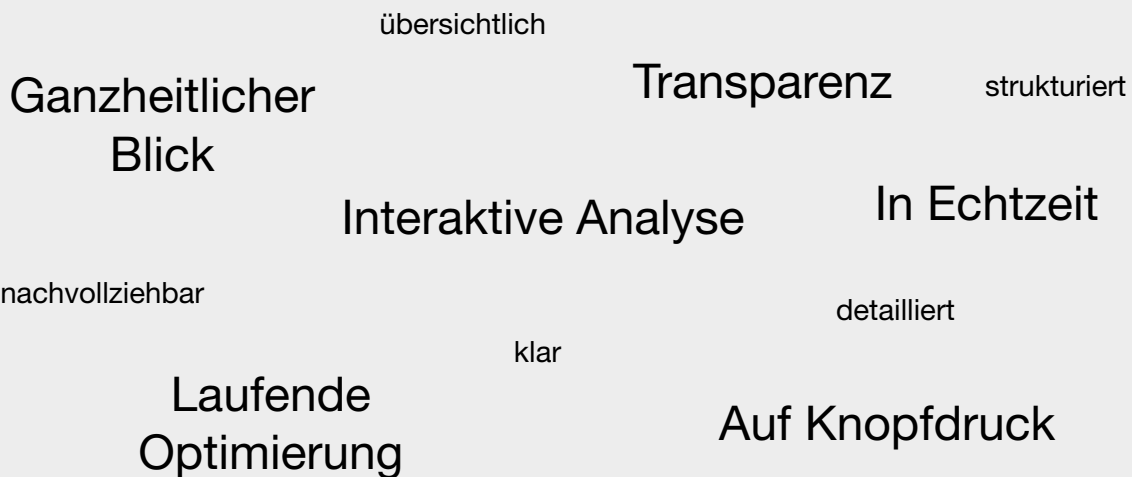 übersichtlich
Transparenz
strukturiert
Ganzheitlicher
Blick
In Echtzeit
Interaktive Analyse
nachvollziehbar
detailliert
klar
Laufende
Optimierung
Auf Knopfdruck